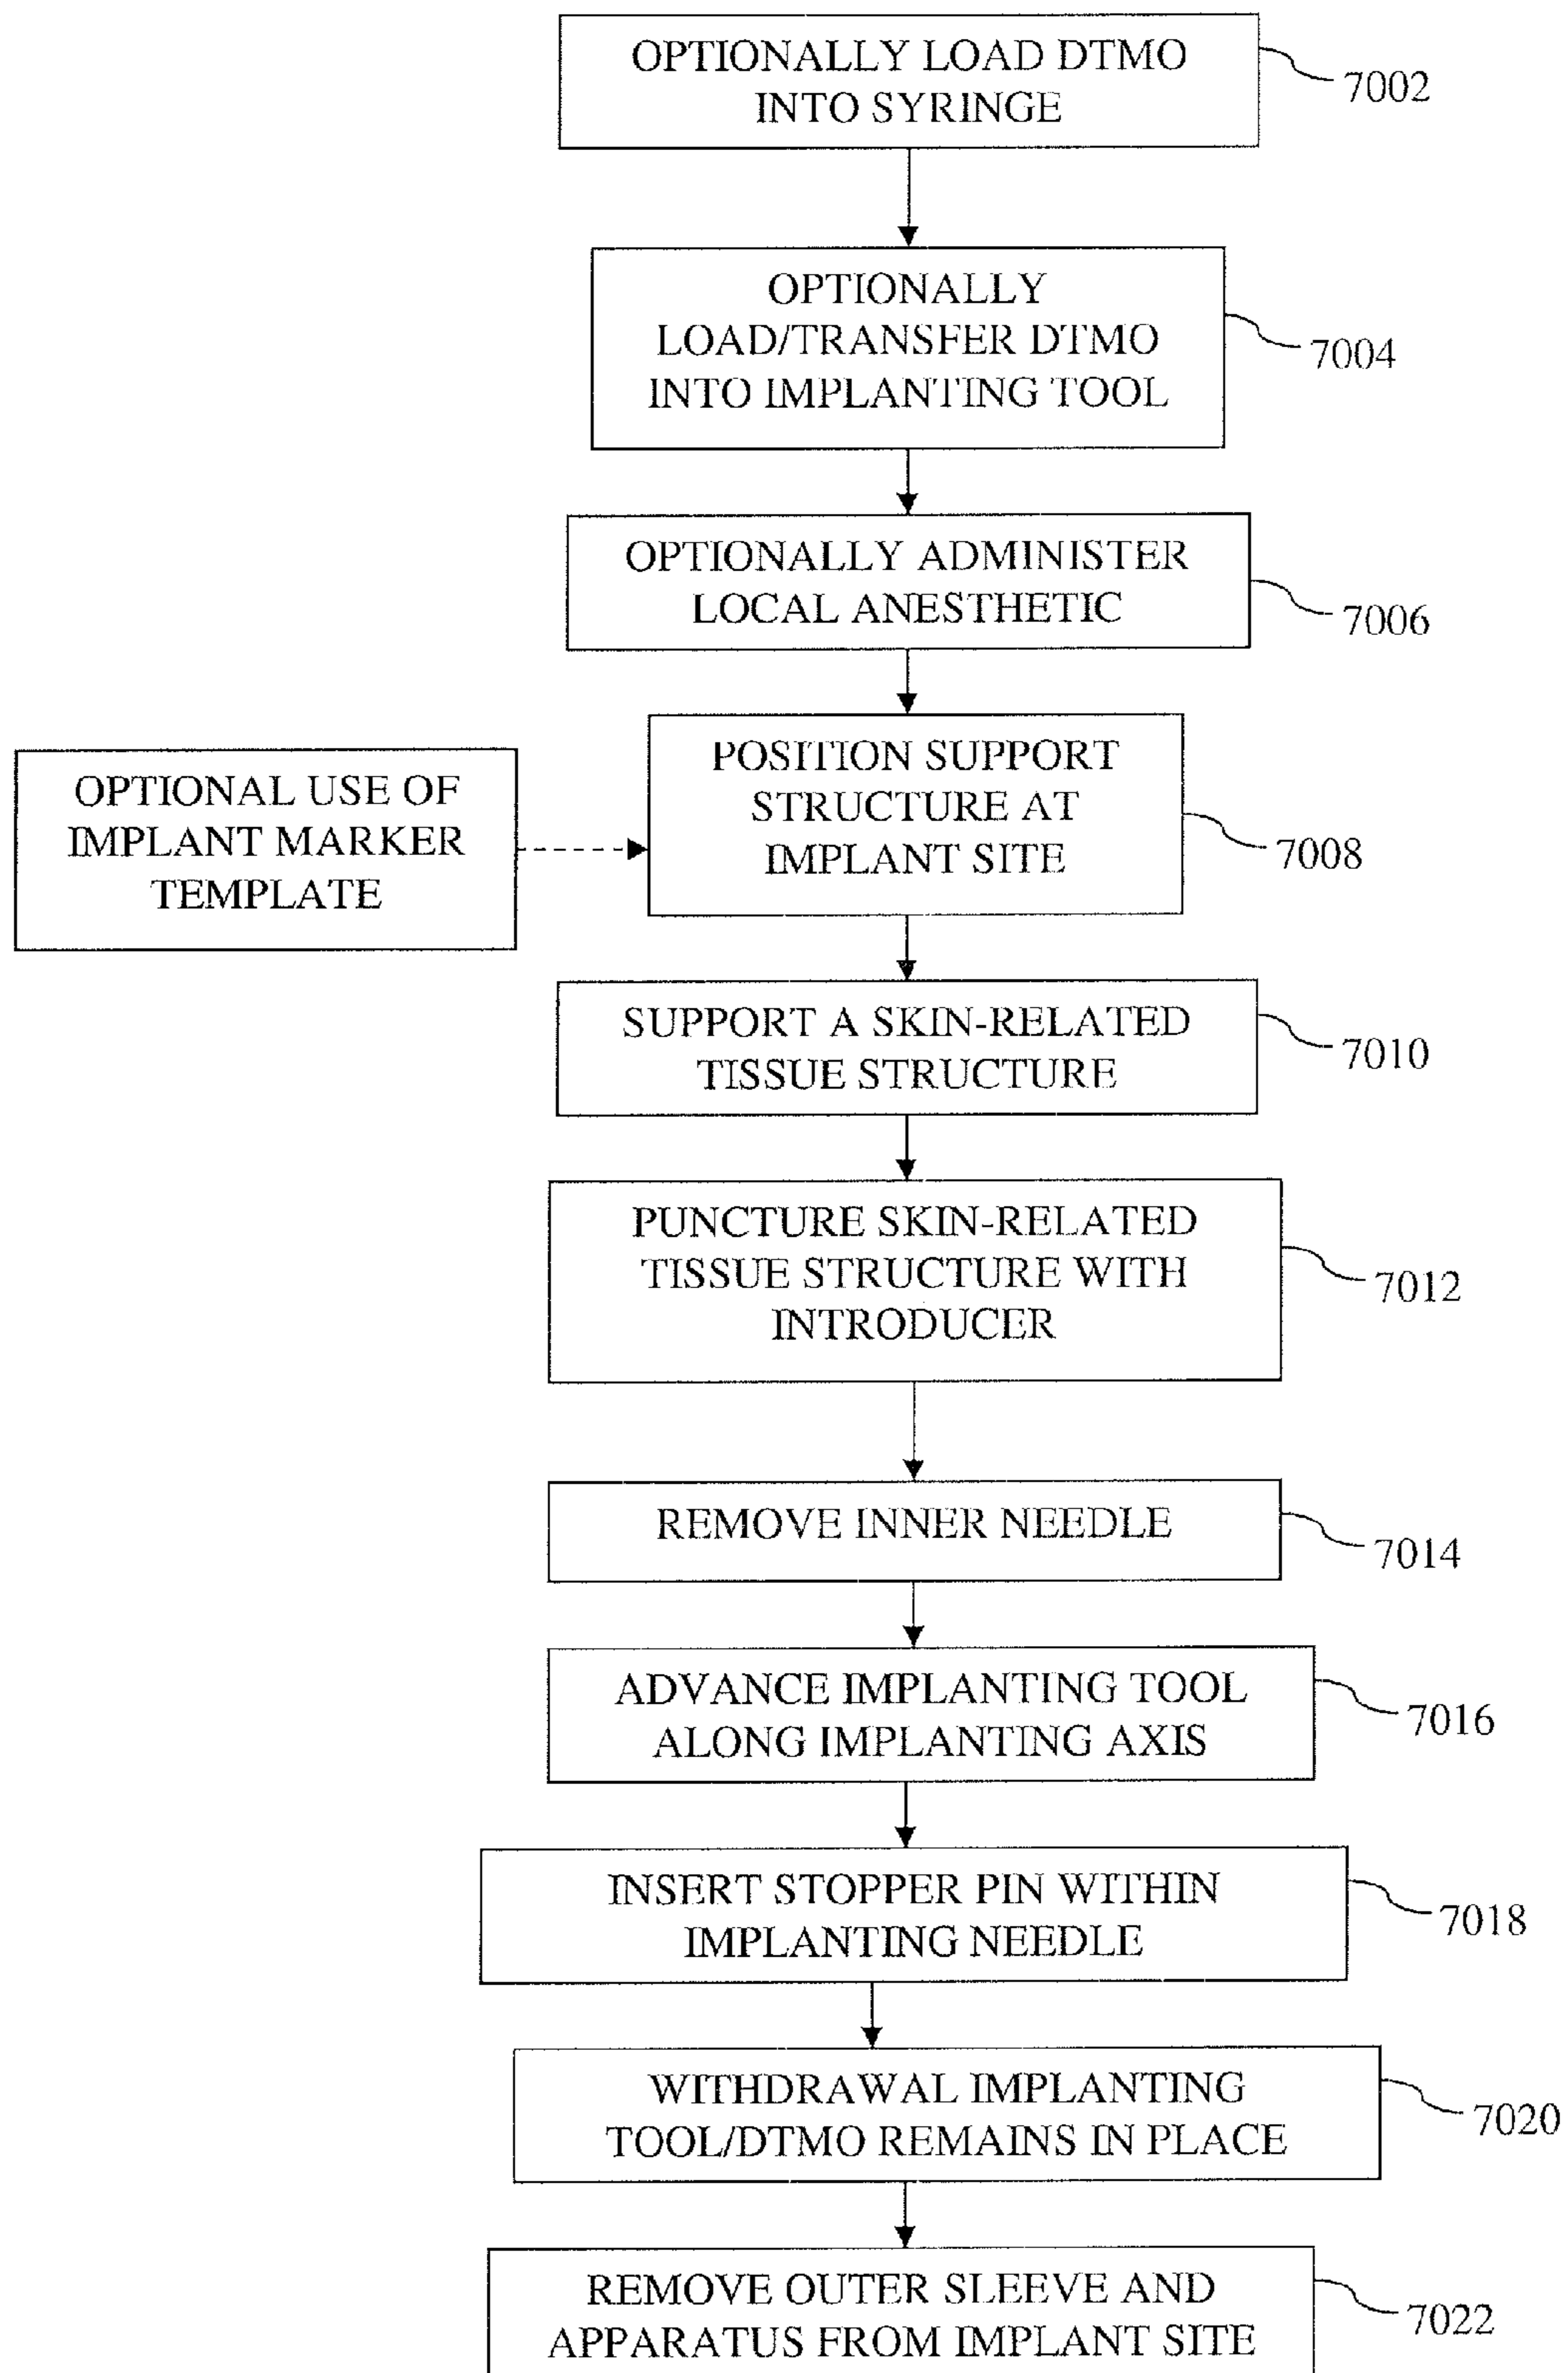 OPTIONALLY LOAD DTMO
INTO SYRINGE
7002
OPTIONALLY
LOAD/TRANSFER DTMO
INTO IMPLANTING TOOL
7004
OPTIONALLY ADMINISTER
LOCAL ANESTHETIC
7006
OPTIONAL USE OF
IMPLANT MARKER
TEMPLATE
POSITION SUPPORT
STRUCTURE AT
IMPLANT SITE
7008
SUPPORT A SKIN-RELATED
TISSUE STRUCTURE
7010
PUNCTURE SKIN-RELATED
TISSUE STRUCTURE WITH
INTRODUCER
7012
REMOVE INNER NEEDLE
7014
ADVANCE IMPLANTING TOOL
ALONG IMPLANTING AXIS
7016
INSERT STOPPER PIN WITHIN
IMPLANTING NEEDLE
7018
WITHDRAWAL IMPLANTING
TOOL/DTMO REMAINS IN PLACE
7020
REMOVE OUTER SLEEVE AND
APPARATUS FROM IMPLANT SITE
7022